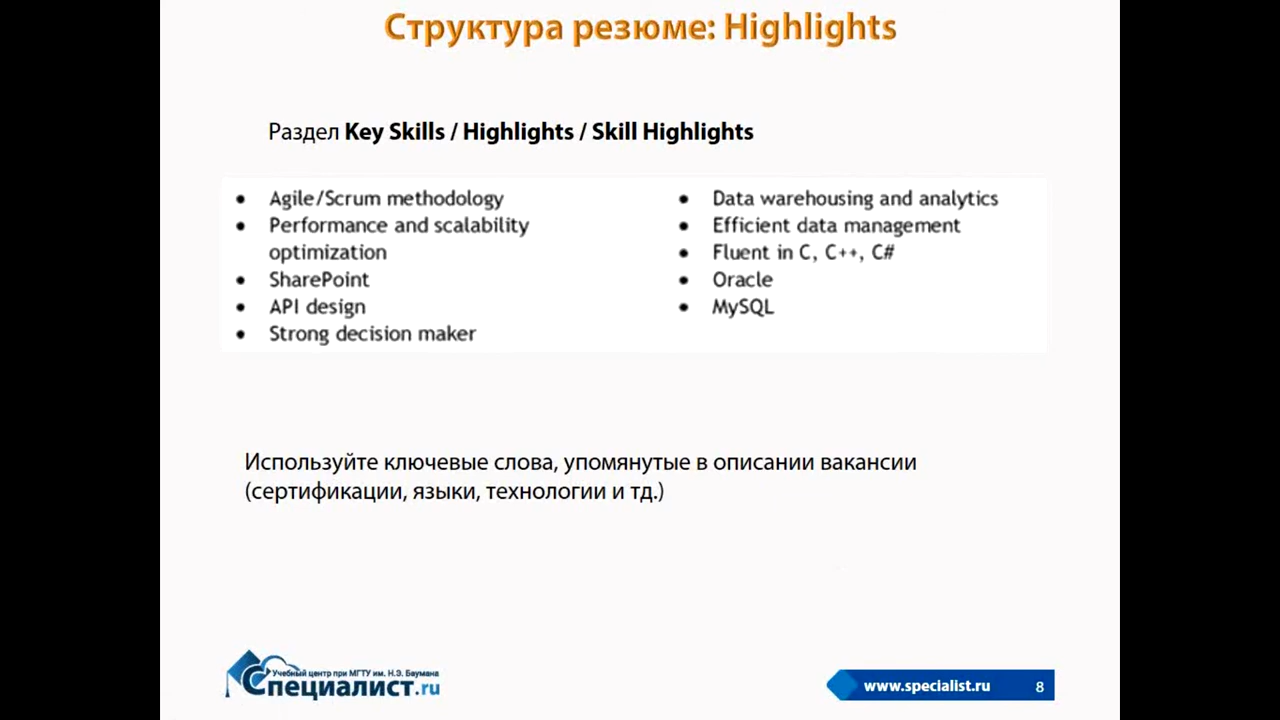 Структура резюме: Highlights
Раздел Key Skills / Highlights / Skill Highlights
• Agile/Scrum methodology
• Performance and scalability
optimization
• SharePoint
• API design
• Strong decision maker
• Data warehousing and analytics
• Efficient data management
• Fluent in C, C++, C#
• Oracle
• MySQL
Используйте ключевые слова, упомянутые в описании вакансии
(сертификации, языки, технологии и тд.)
Учебный центр при МГТУ им. Н.Э. Баумана
Специалист.ru
www.specialist.ru 8